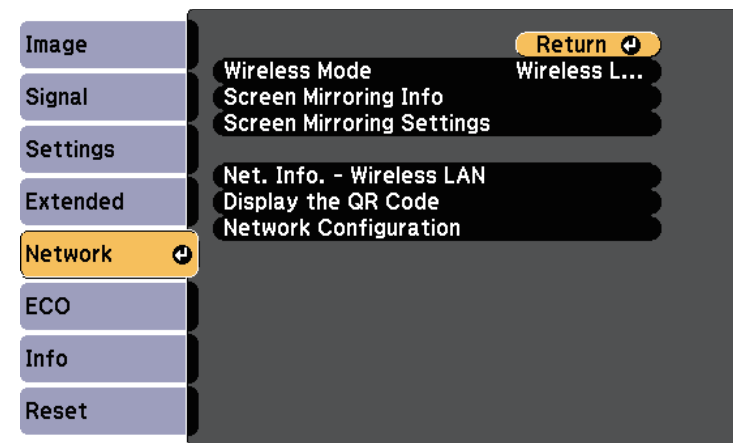 Image
Signal
Settings
Extended
Network
ECO
Info
Reset
Return
Wireless Mode Wireless L...
Screen Mirroring Info
Screen Mirroring Settings
Net. Info. - Wireless LAN
Display the QR Code
Network Configuration